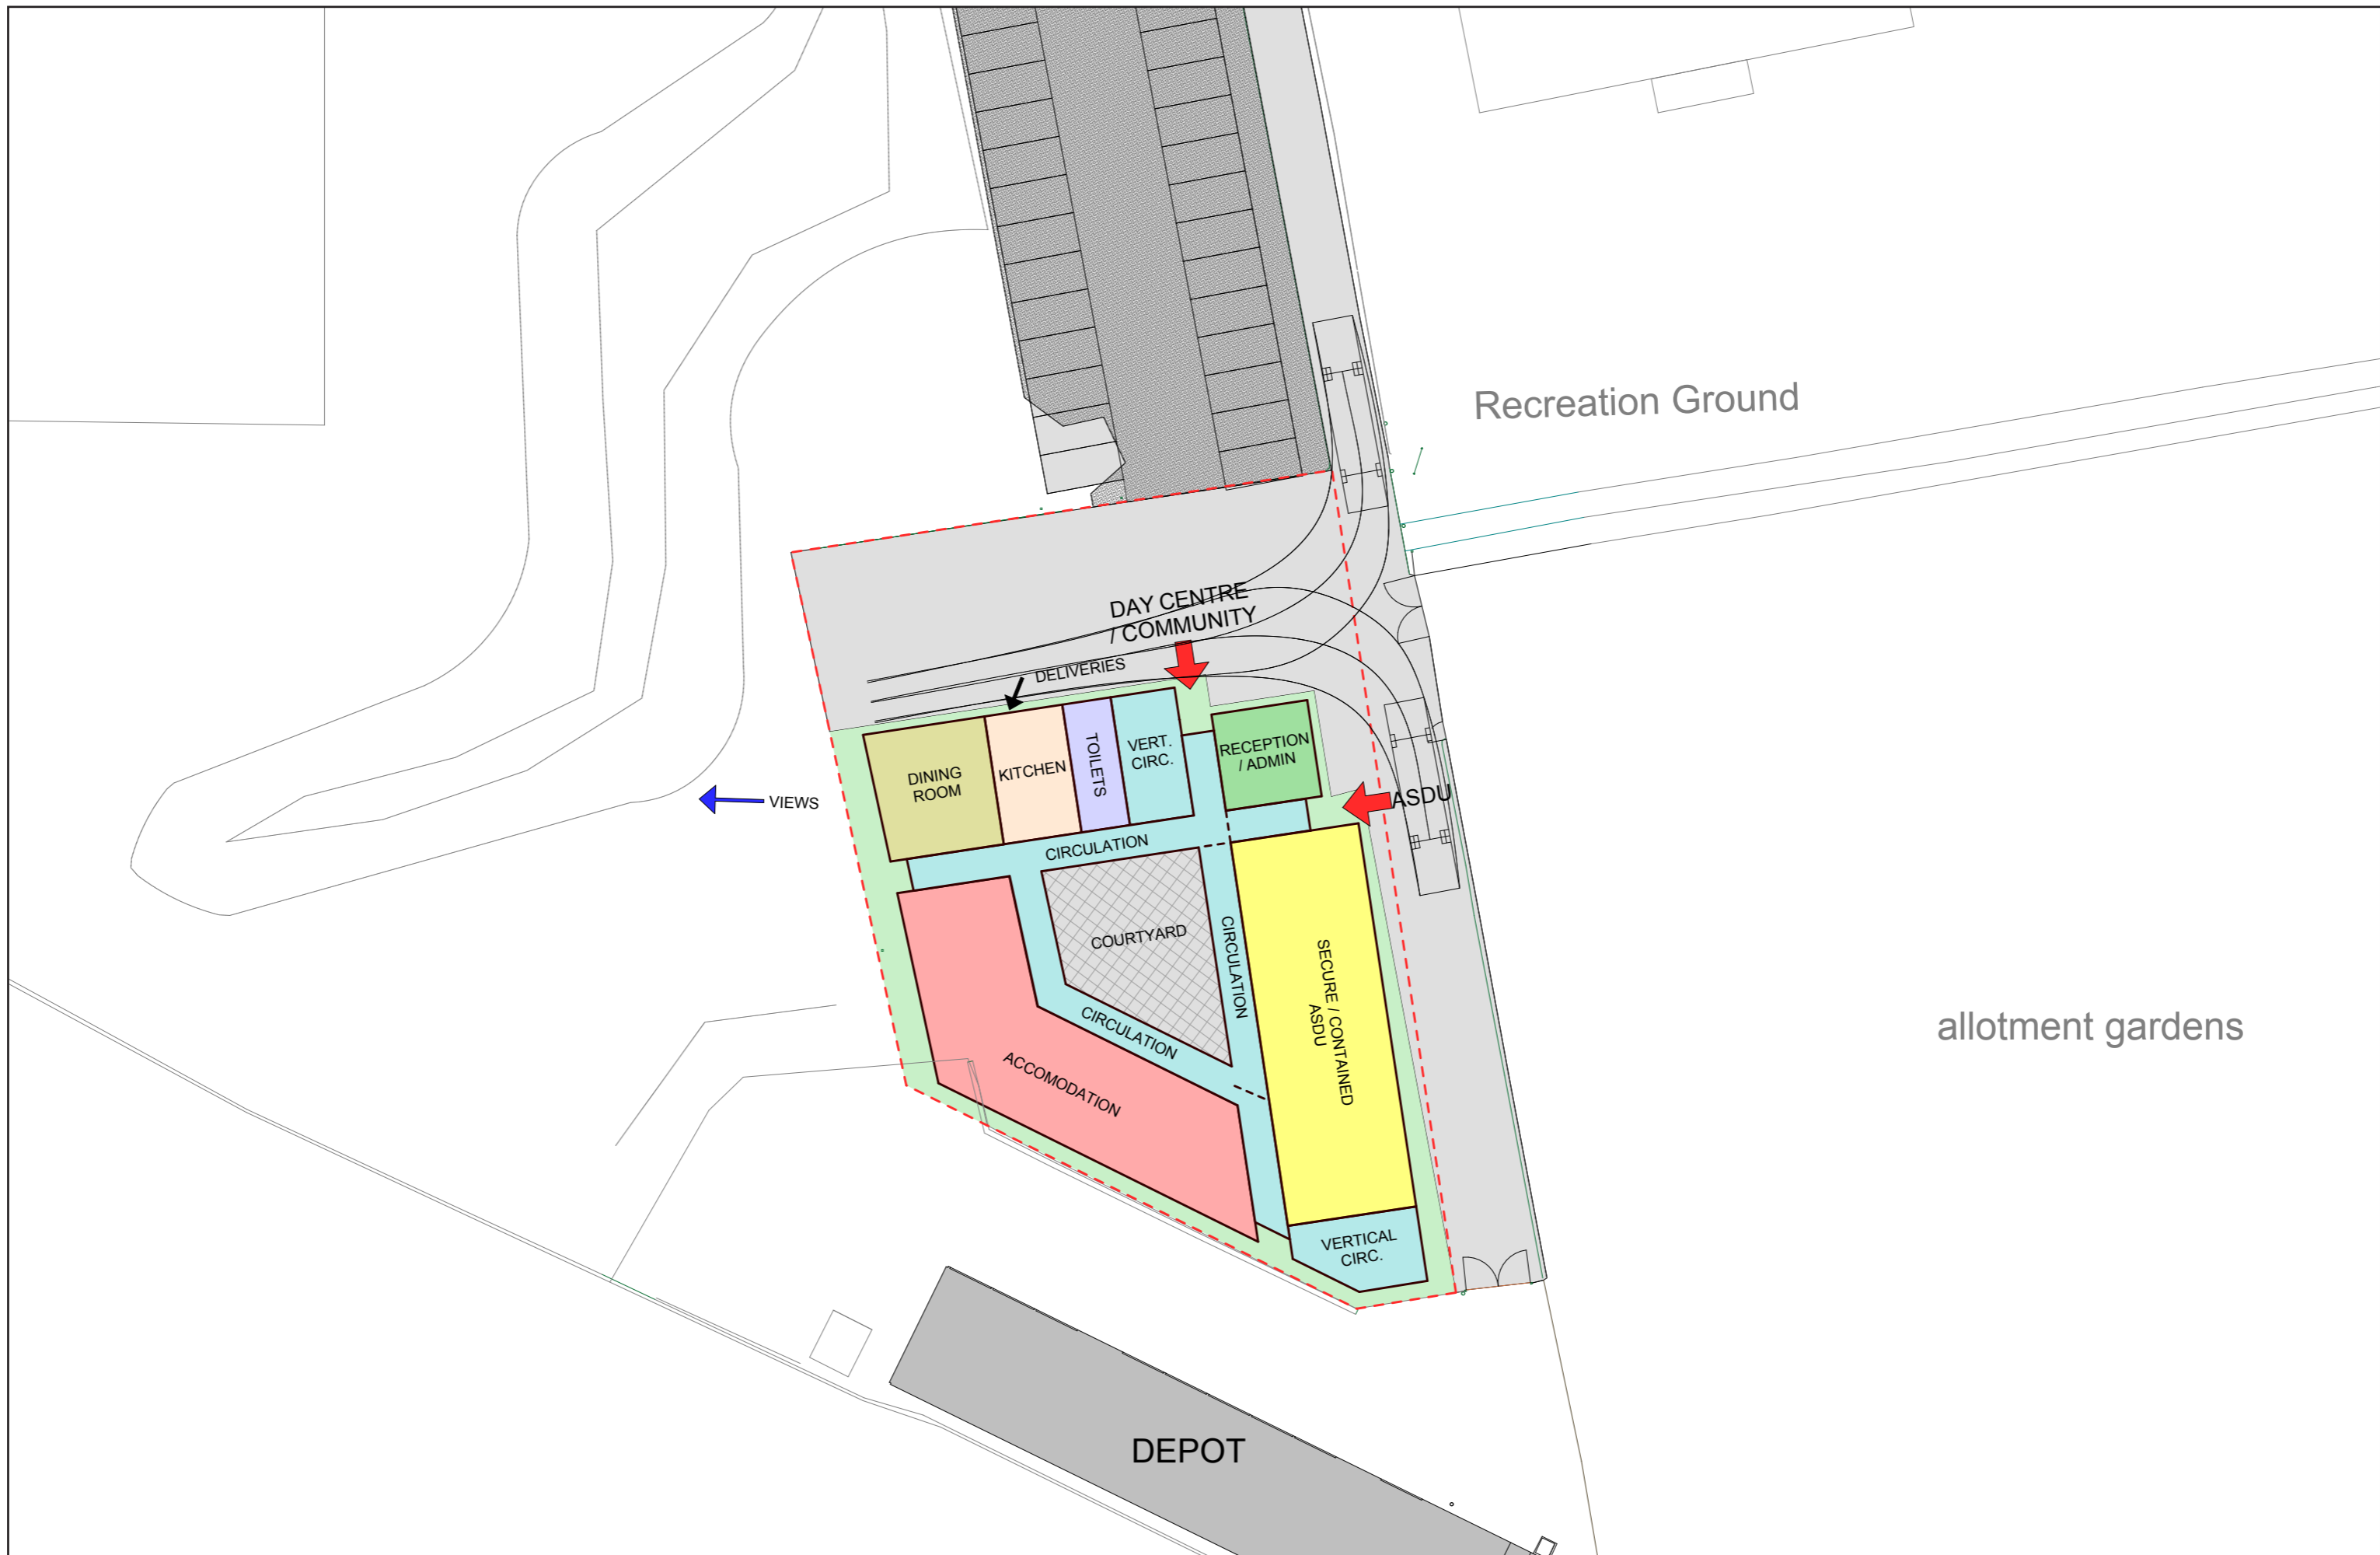 Recreation Ground
DAY CENTRE
/ COMMUNITY
DELIVERIES
VIEWS
DINING
ROOM
KITCHEN
TOILETS
VERT.
CIRC.
RECEPTION
/ ADMIN
ASDU
CIRCULATION
COURTYARD
CIRCULATION
CIRCULATION
SECURE / CONTAINED
ASDU
ACCOMODATION
VERTICAL
CIRC.
allotment gardens
DEPOT